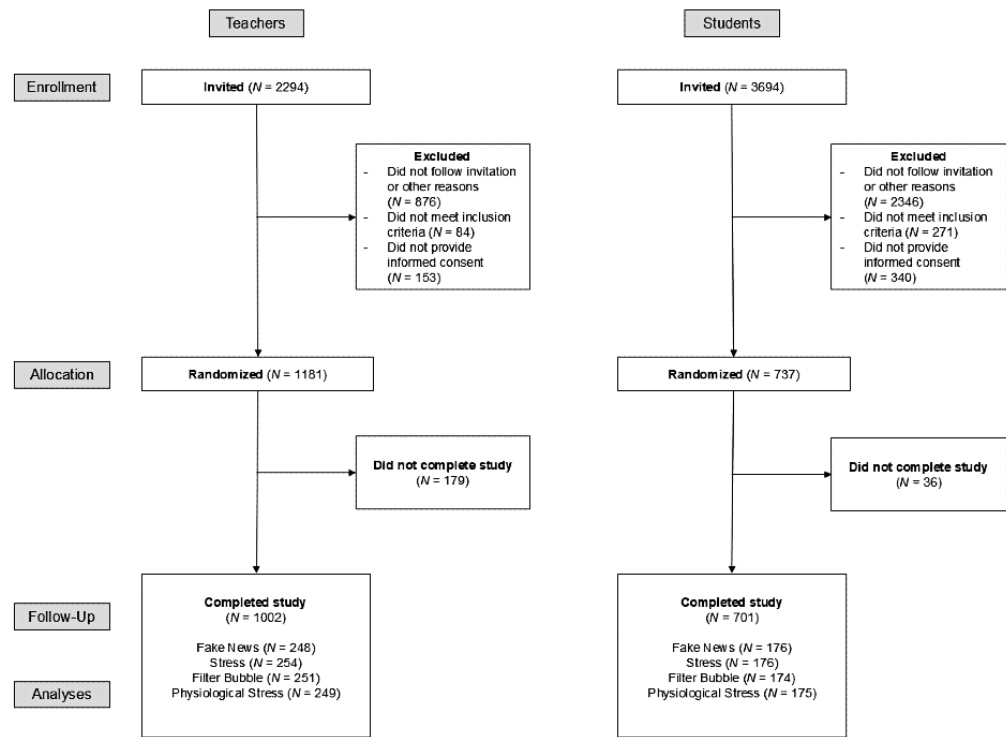 Teachers
Students
Enrollment
Invited (N = 2294)
Invited (N = 3694)
Excluded
- Did not follow invitation
or other reasons
(N = 876)
- Did not meet inclusion
criteria (N = 84)
- Did not provide
informed consent
(N = 153)
Excluded
- Did not follow invitation
or other reasons
(N = 2346)
- Did not meet inclusion
criteria (N = 271)
- Did not provide
informed consent
(N = 340)
Allocation
Randomized (N = 1181)
Randomized (N = 737)
Did not complete study
(N = 179)
Did not complete study
(N = 36)
Follow-Up
Analyses
Completed study
(N = 1002)
Fake News (N = 248)
Stress (N = 254)
Filter Bubble (N = 251)
Physiological Stress (N = 249)
Completed study
(N = 701)
Fake News (N = 176)
Stress (N = 176)
Filter Bubble (N = 174)
Physiological Stress (N = 175)